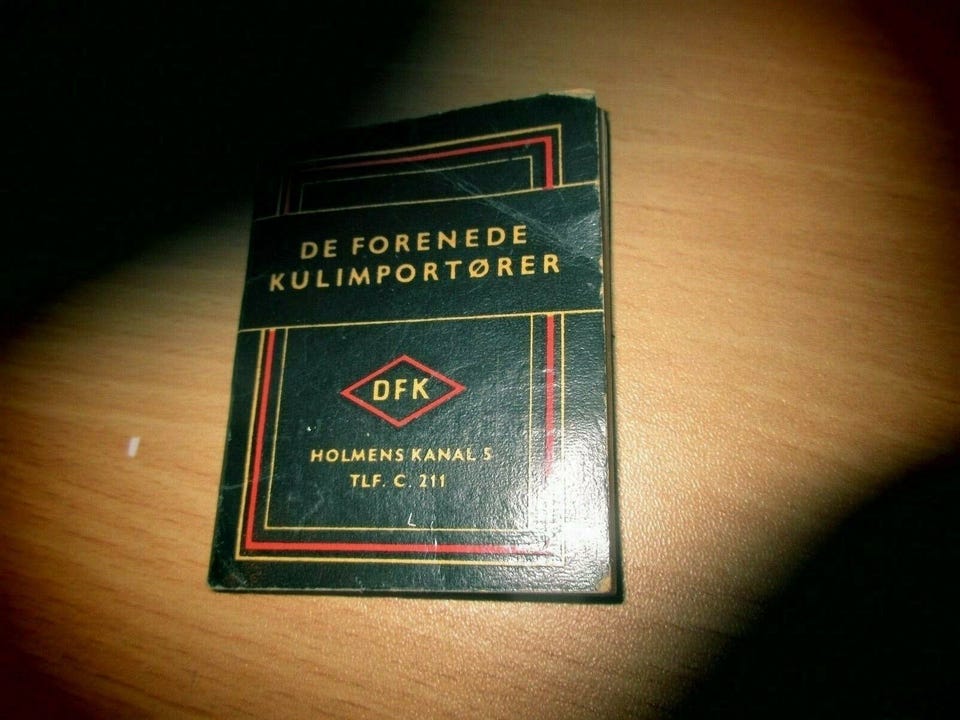 DE FORENEDE
KULIMPORTØRER
DFK
HOLMENS KANAL 5
TLF. C. 211